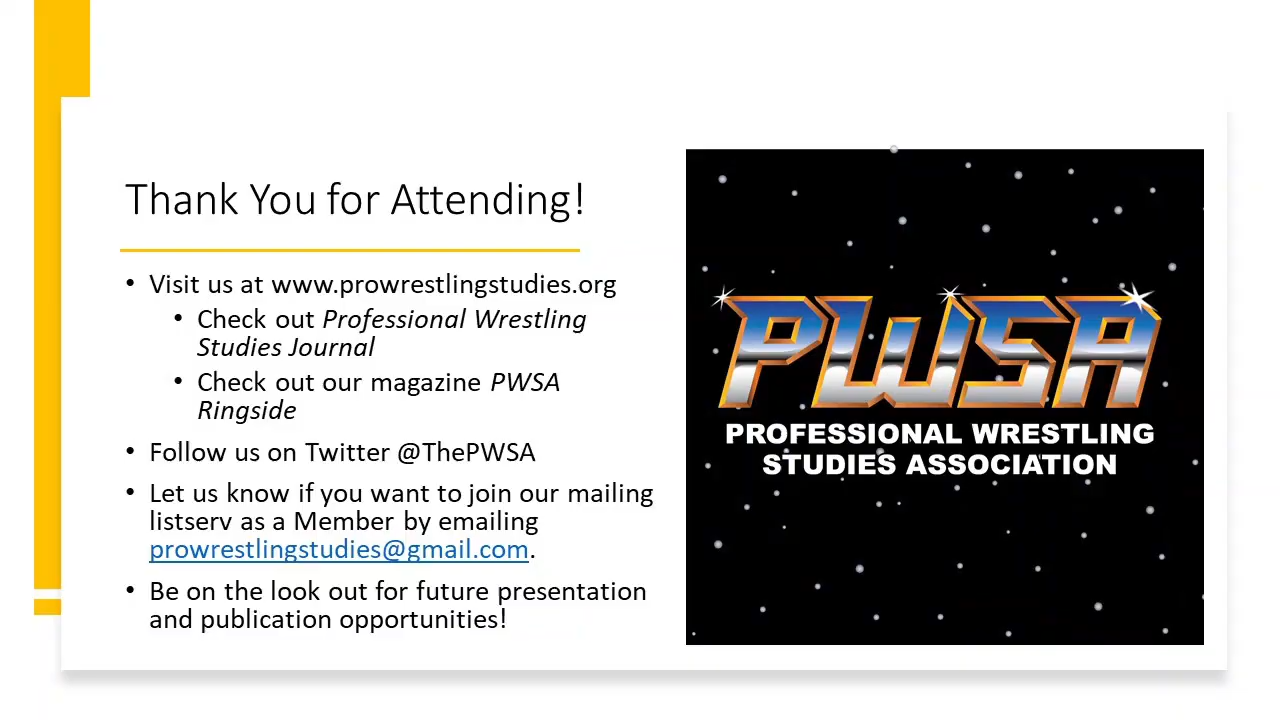 Thank You for Attending!
• Visit us at www.prowrestlingstudies.org
• Check out Professional Wrestling
Studies Journal
• Check out our magazine PWSA
Ringside
• Follow us on Twitter @ThePWSA
• Let us know if you want to join our mailing
listserv as a Member by emailing
prowrestlingstudies@gmail.com.
• Be on the look out for future presentation
and publication opportunities!
PWSA
PROFESSIONAL WRESTLING
STUDIES ASSOCIATION